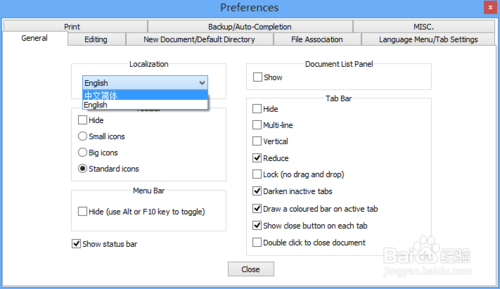 Preferences
Print
Backup/Auto-Completion
MISC.
General
Editing
New Document/Default Directory
File Association
Language Menu/Tab Settings
Localization
English
中文简体
English
Toolbar
Hide
Small icons
Big icons
Standard icons
Menu Bar
Hide (use Alt or F10 key to toggle)
Show status bar
Document List Panel
Show
Tab Bar
Hide
Multi-line
Vertical
Reduce
Lock (no drag and drop)
Darken inactive tabs
Draw a coloured bar on active tab
Show close button on each tab
Double click to close document
Close
Baidu 经验
jingyan.baidu.com